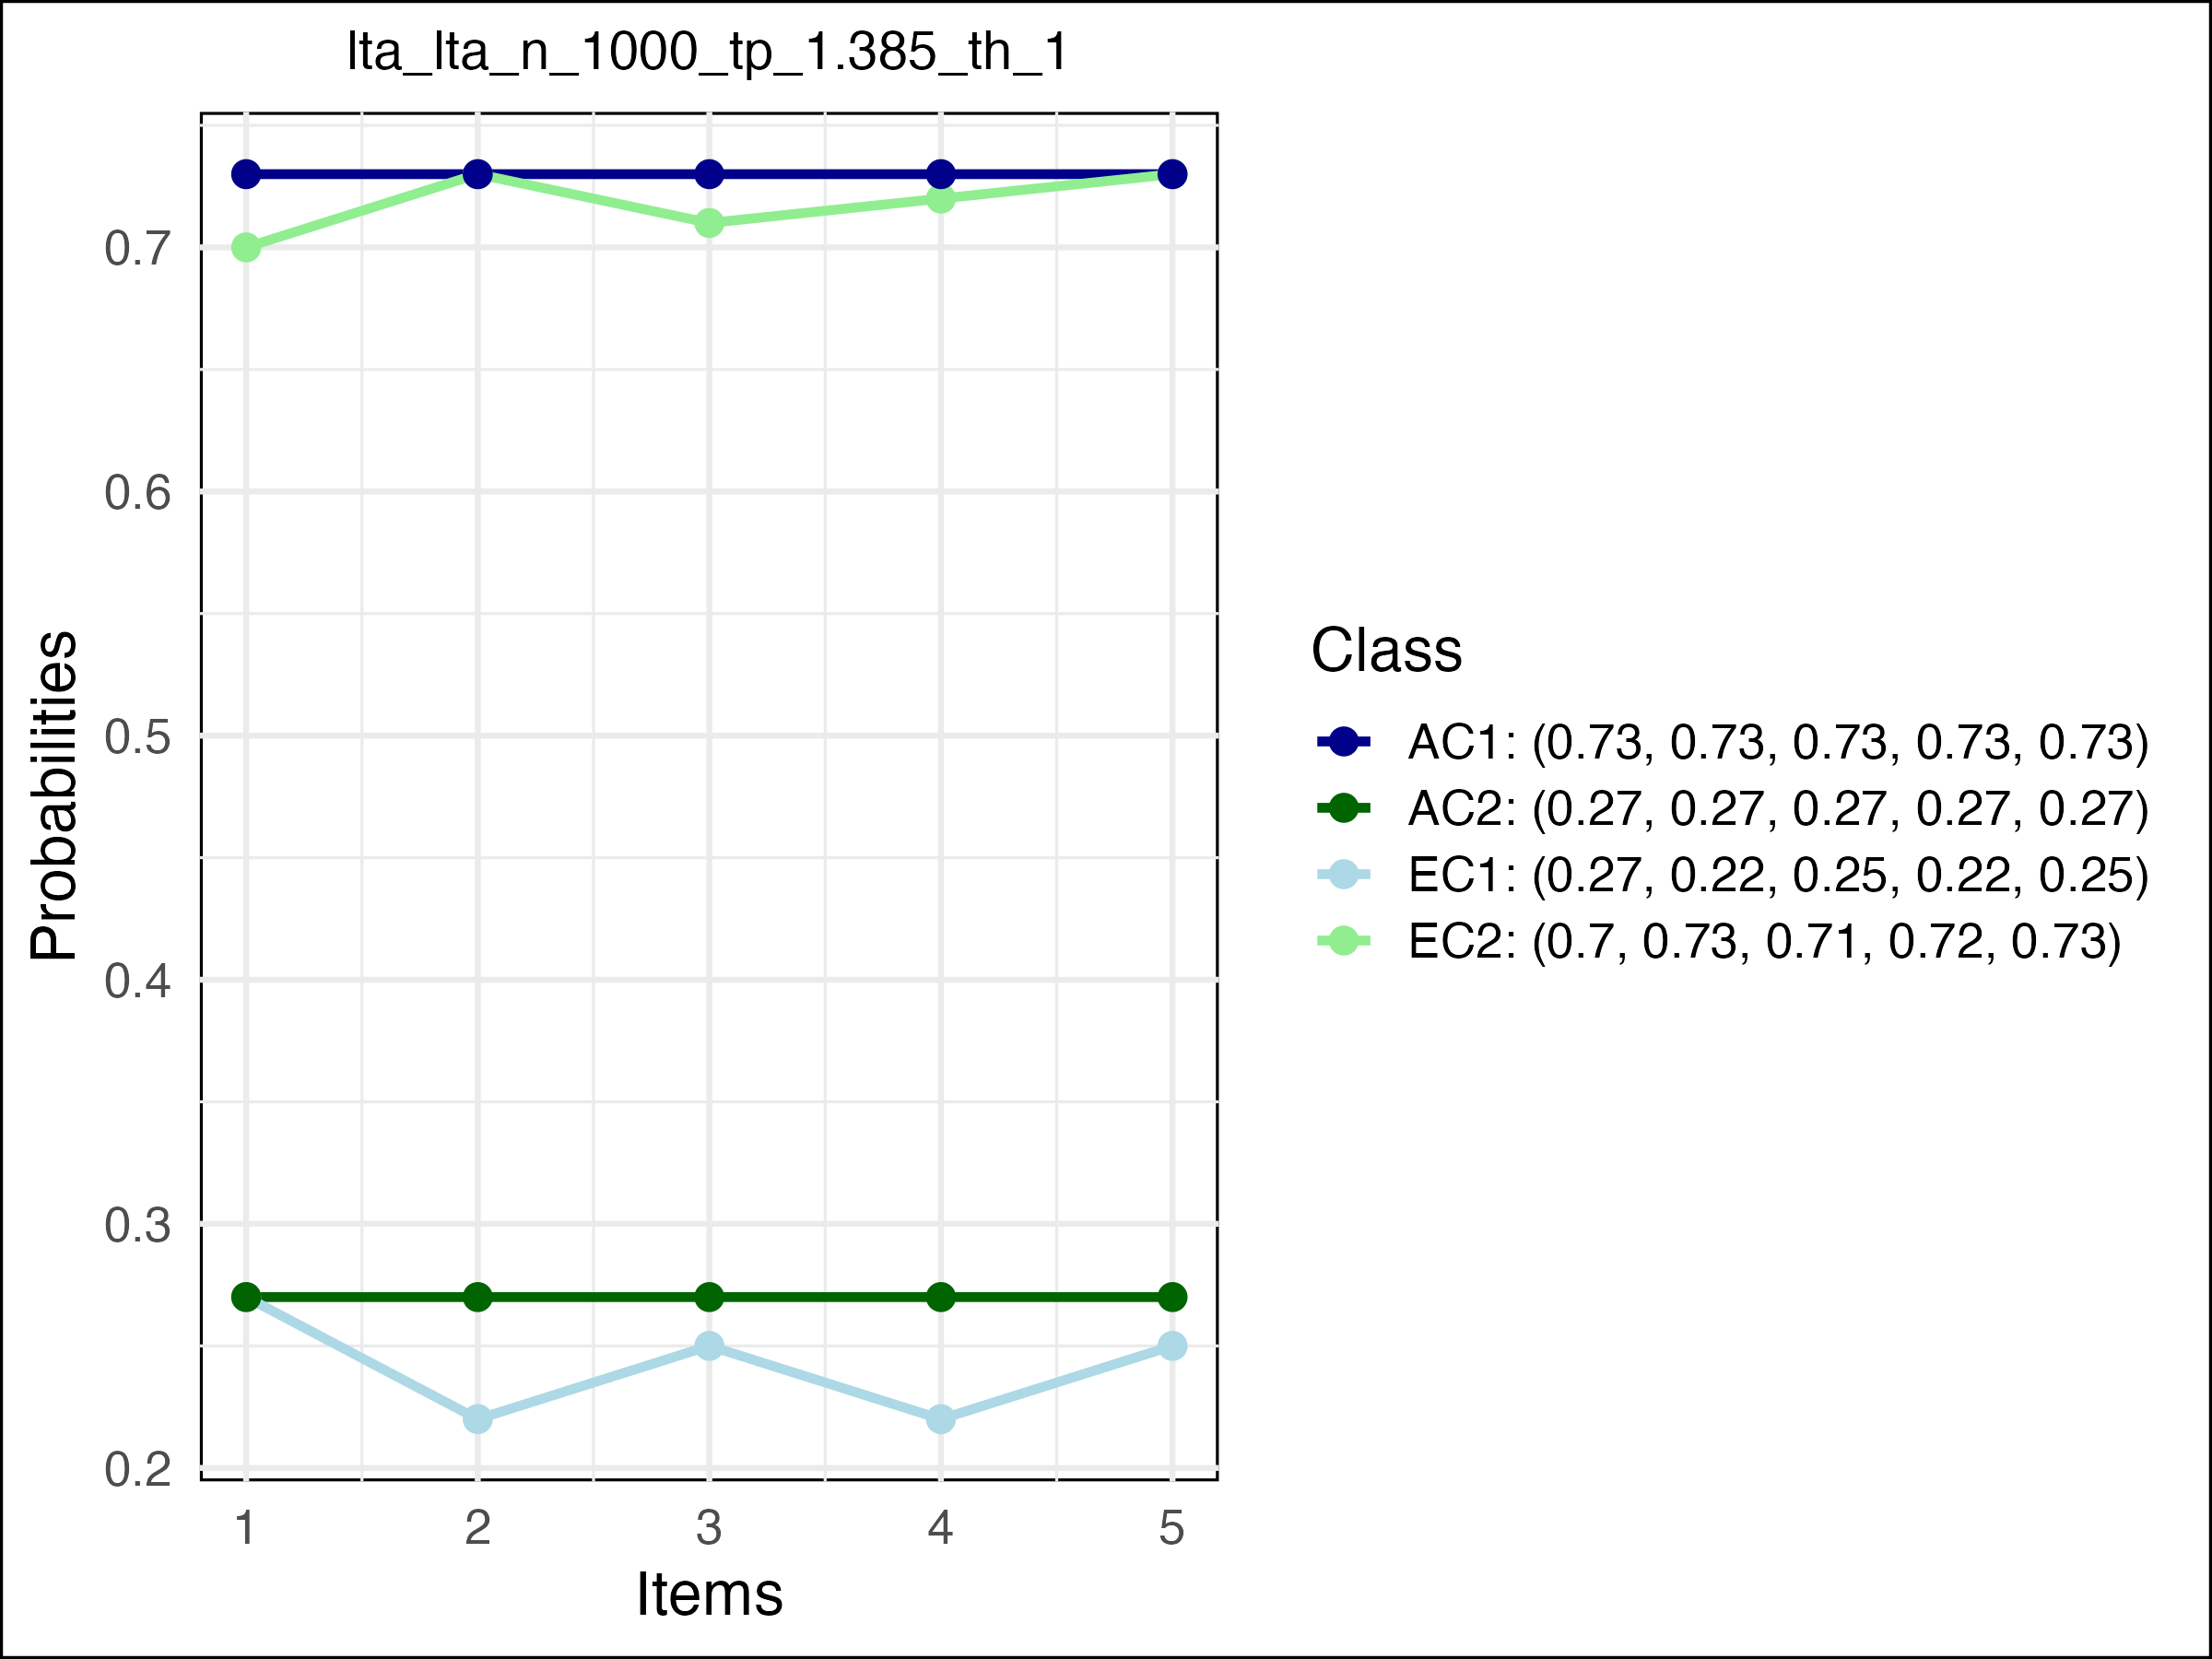 lta_lta_n_1000_tp_1.385_th_1
Probabilities
0.7
0.6
0.5
0.4
0.3
0.2
1 2 3 4 5
Items
Class
AC1: (0.73, 0.73, 0.73, 0.73, 0.73)
AC2: (0.27, 0.27, 0.27, 0.27, 0.27)
EC1: (0.27, 0.22, 0.25, 0.22, 0.25)
EC2: (0.7, 0.73, 0.71, 0.72, 0.73)